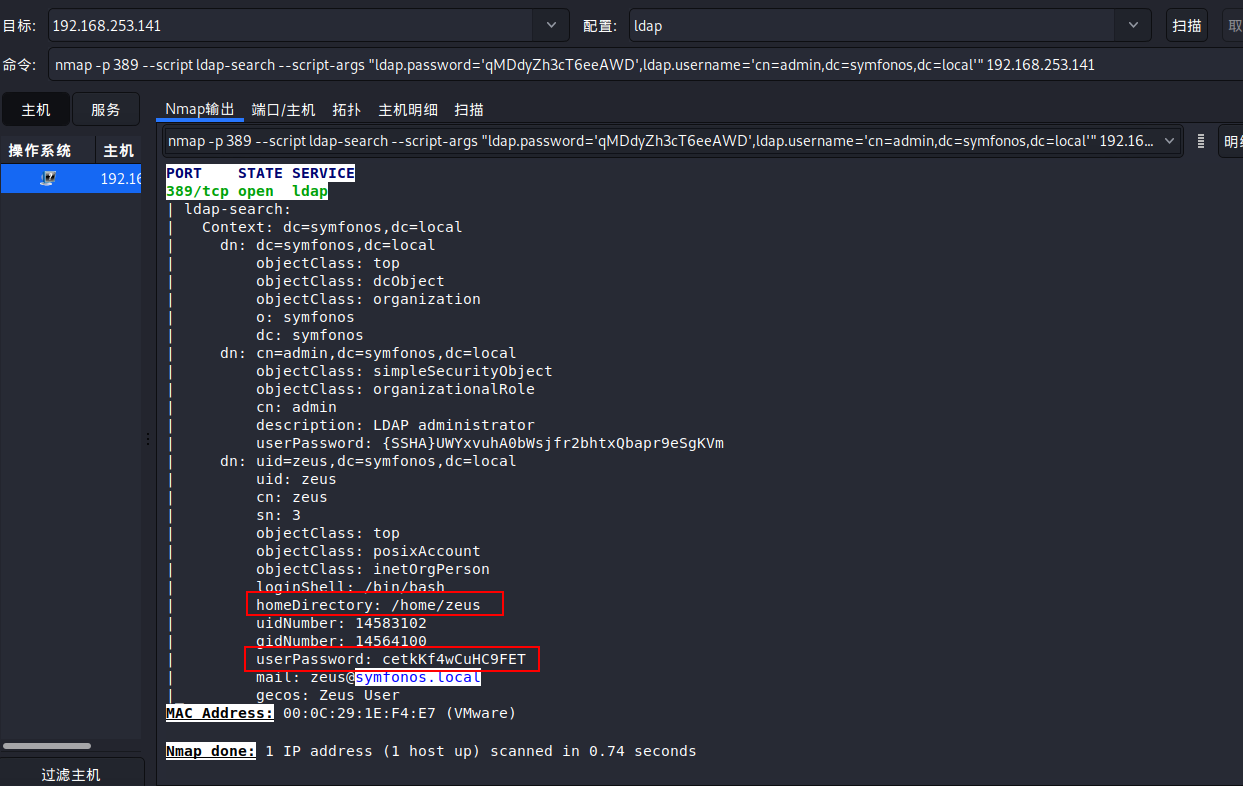 目标: 192.168.253.141 配置: ldap 扫描 取
命令: nmap -p 389 --script ldap-search --script-args "ldap.password='qMDdyZh3cT6eeAWD',ldap.username='cn=admin,dc=symfonos,dc=local'" 192.168.253.141
主机 服务 Nmap输出 端口/主机 拓扑 主机明细 扫描
操作系统 主机 nmap -p 389 --script ldap-search --script-args "ldap.password='qMDdyZh3cT6eeAWD',ldap.username='cn=admin,dc=symfonos,dc=local'" 192.16... 明细
192.16
PORT    STATE SERVICE
389/tcp open  ldap
| ldap-search:
|   Context: dc=symfonos,dc=local
|     dn: dc=symfonos,dc=local
|         objectClass: top
|         objectClass: dcObject
|         objectClass: organization
|         o: symfonos
|         dc: symfonos
|     dn: cn=admin,dc=symfonos,dc=local
|         objectClass: simpleSecurityObject
|         objectClass: organizationalRole
|         cn: admin
|         description: LDAP administrator
|         userPassword: {SSHA}UWYxvuhA0bWsjfr2bhtxQbapr9eSgKVm
|     dn: uid=zeus,dc=symfonos,dc=local
|         uid: zeus
|         cn: zeus
|         sn: 3
|         objectClass: top
|         objectClass: posixAccount
|         objectClass: inetOrgPerson
|         loginShell: /bin/bash
|         homeDirectory: /home/zeus
|         uidNumber: 14583102
|         gidNumber: 14564100
|         userPassword: cetkKf4wCuHC9FET
|         mail: zeus@symfonos.local
|_        gecos: Zeus User
MAC Address: 00:0C:29:1E:F4:E7 (VMware)
Nmap done: 1 IP address (1 host up) scanned in 0.74 seconds
过滤主机